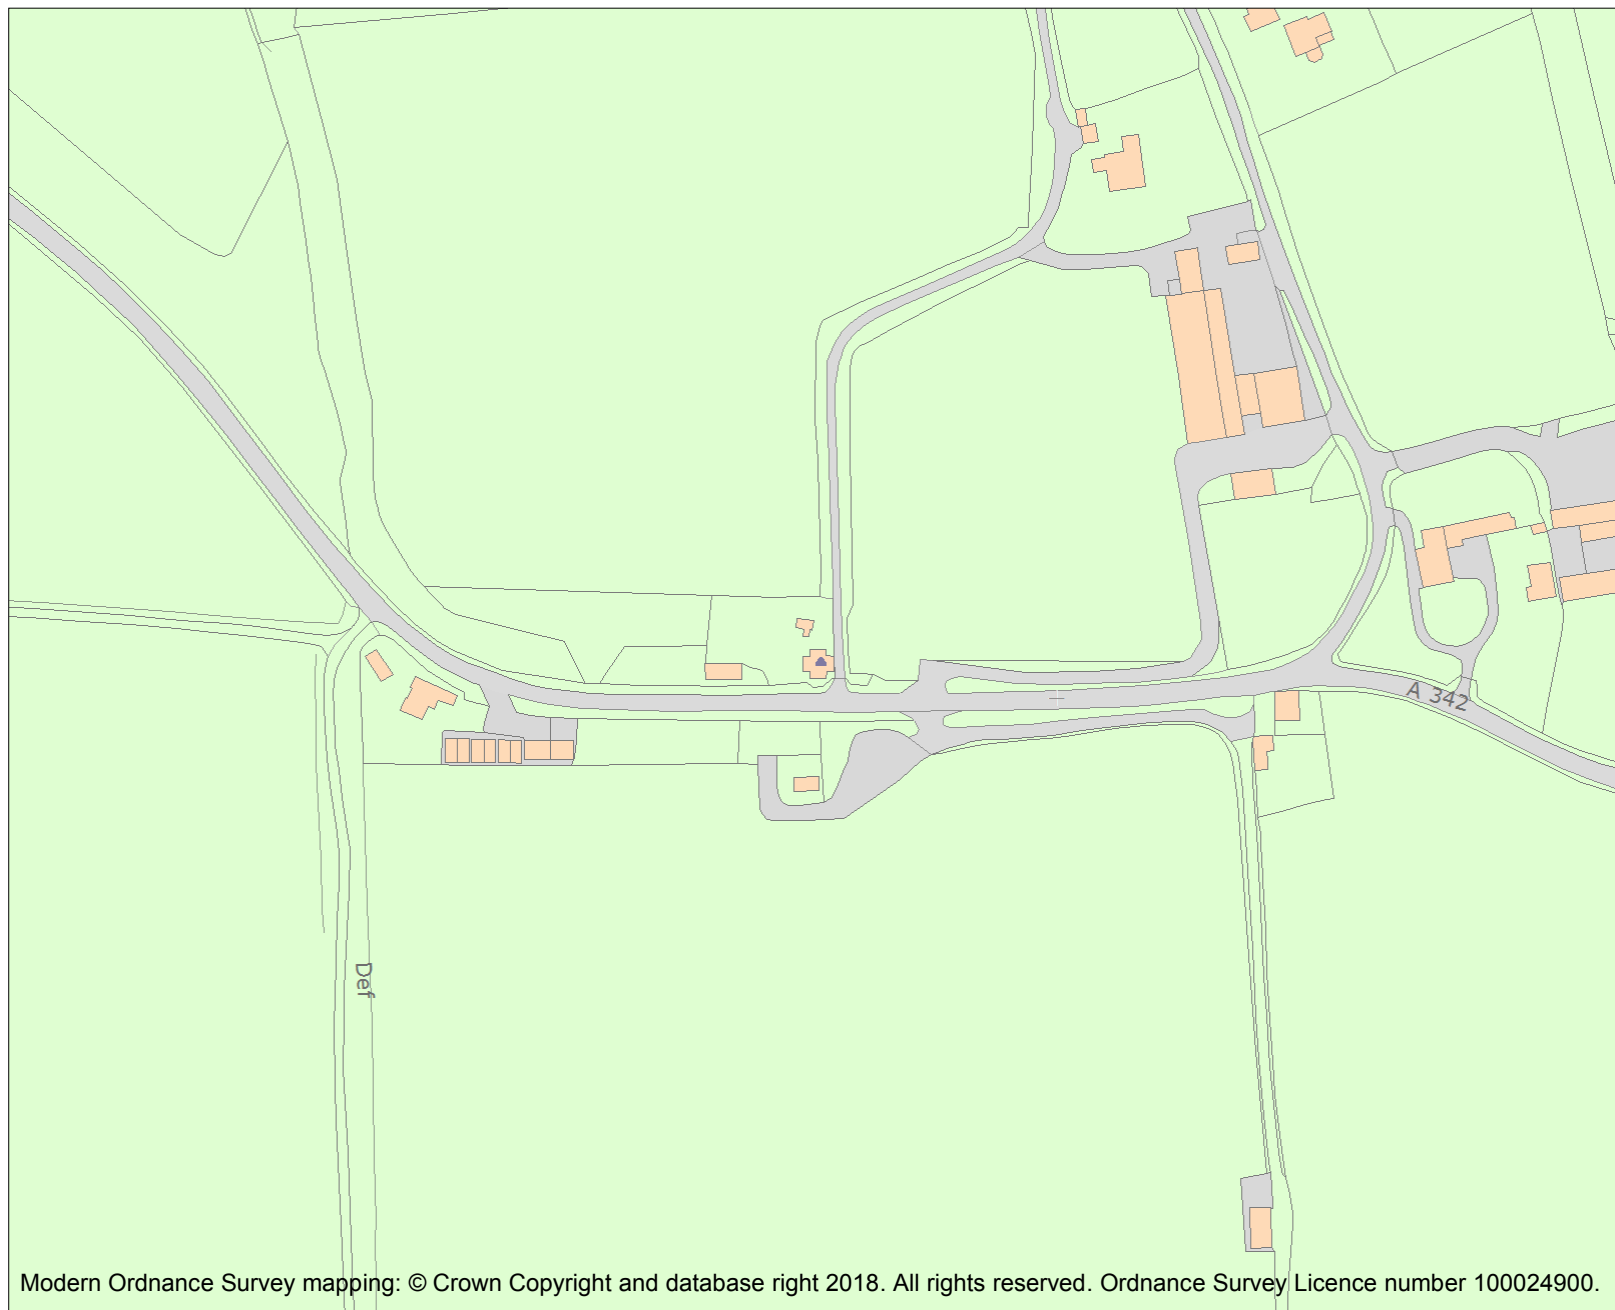 A 342
Def
Modern Ordnance Survey mapping: © Crown Copyright and database right 2018. All rights reserved. Ordnance Survey Licence number 100024900.